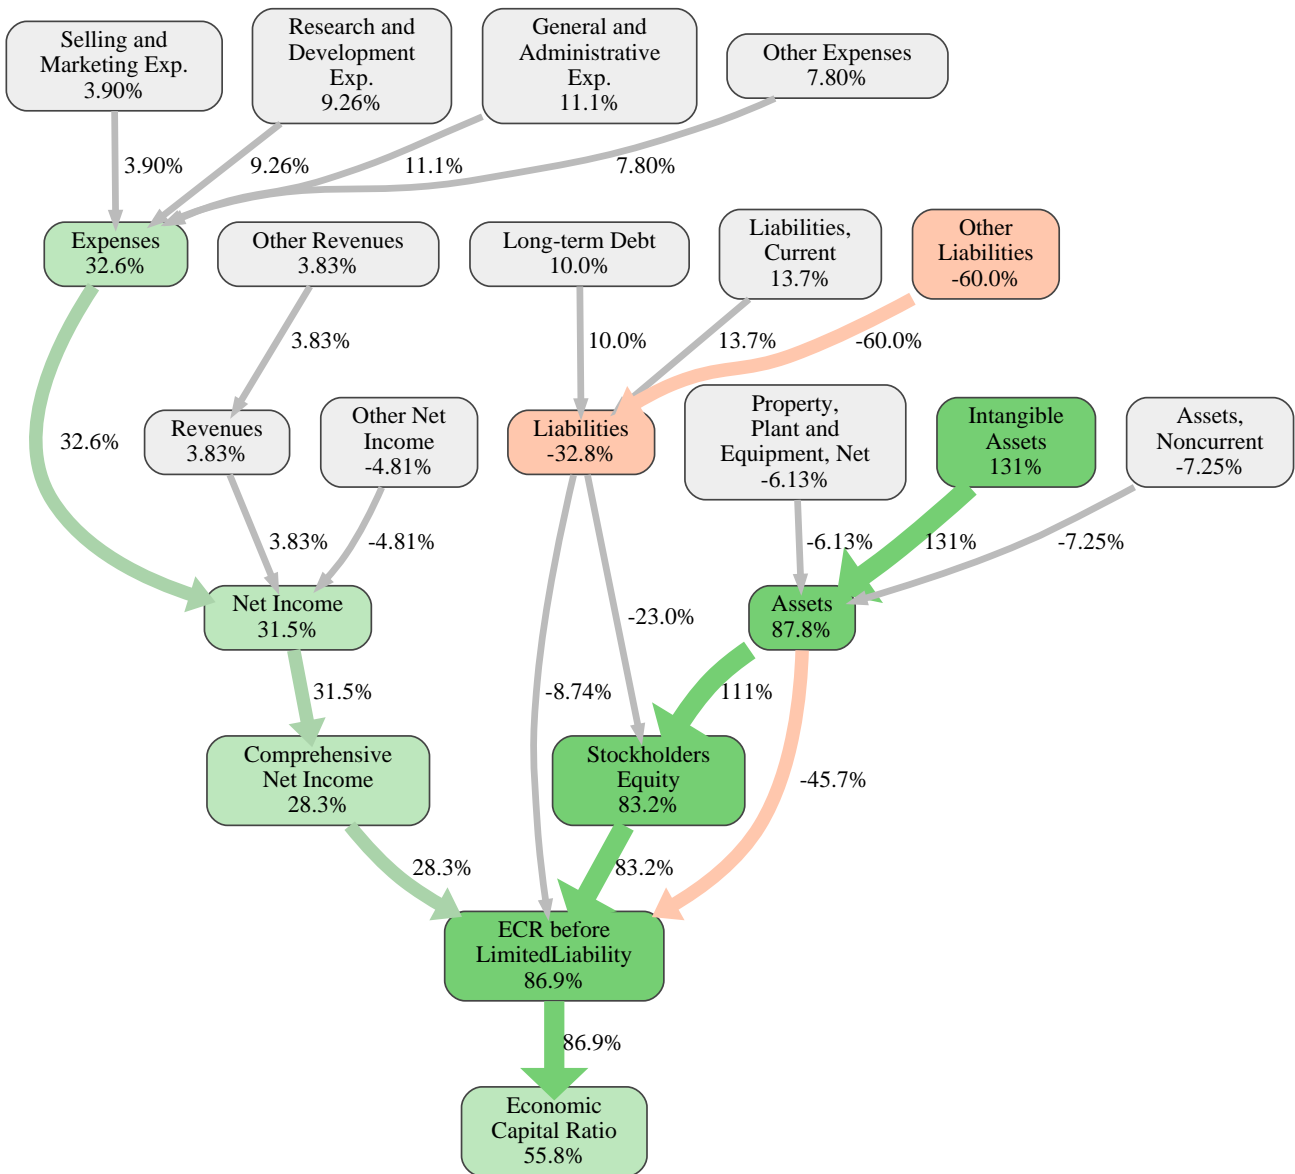 Selling and
Marketing Exp.
3.90%
Research and
Development
Exp.
9.26%
General and
Administrative
Exp.
11.1%
Other Expenses
7.80%
3.90%
9.26%
11.1%
7.80%
Expenses
32.6%
Other Revenues
3.83%
Long-term Debt
10.0%
Liabilities,
Current
13.7%
Other
Liabilities
-60.0%
3.83%
10.0%
13.7%
-60.0%
32.6%
Revenues
3.83%
Other Net
Income
-4.81%
Liabilities
-32.8%
Property,
Plant and
Equipment, Net
-6.13%
Intangible
Assets
131%
Assets,
Noncurrent
-7.25%
3.83%
-4.81%
-6.13%
131%
-7.25%
Net Income
31.5%
-23.0%
Assets
87.8%
31.5%
-8.74%
111%
Comprehensive
Net Income
28.3%
Stockholders
Equity
83.2%
-45.7%
28.3%
83.2%
ECR before
LimitedLiability
86.9%
86.9%
Economic
Capital Ratio
55.8%